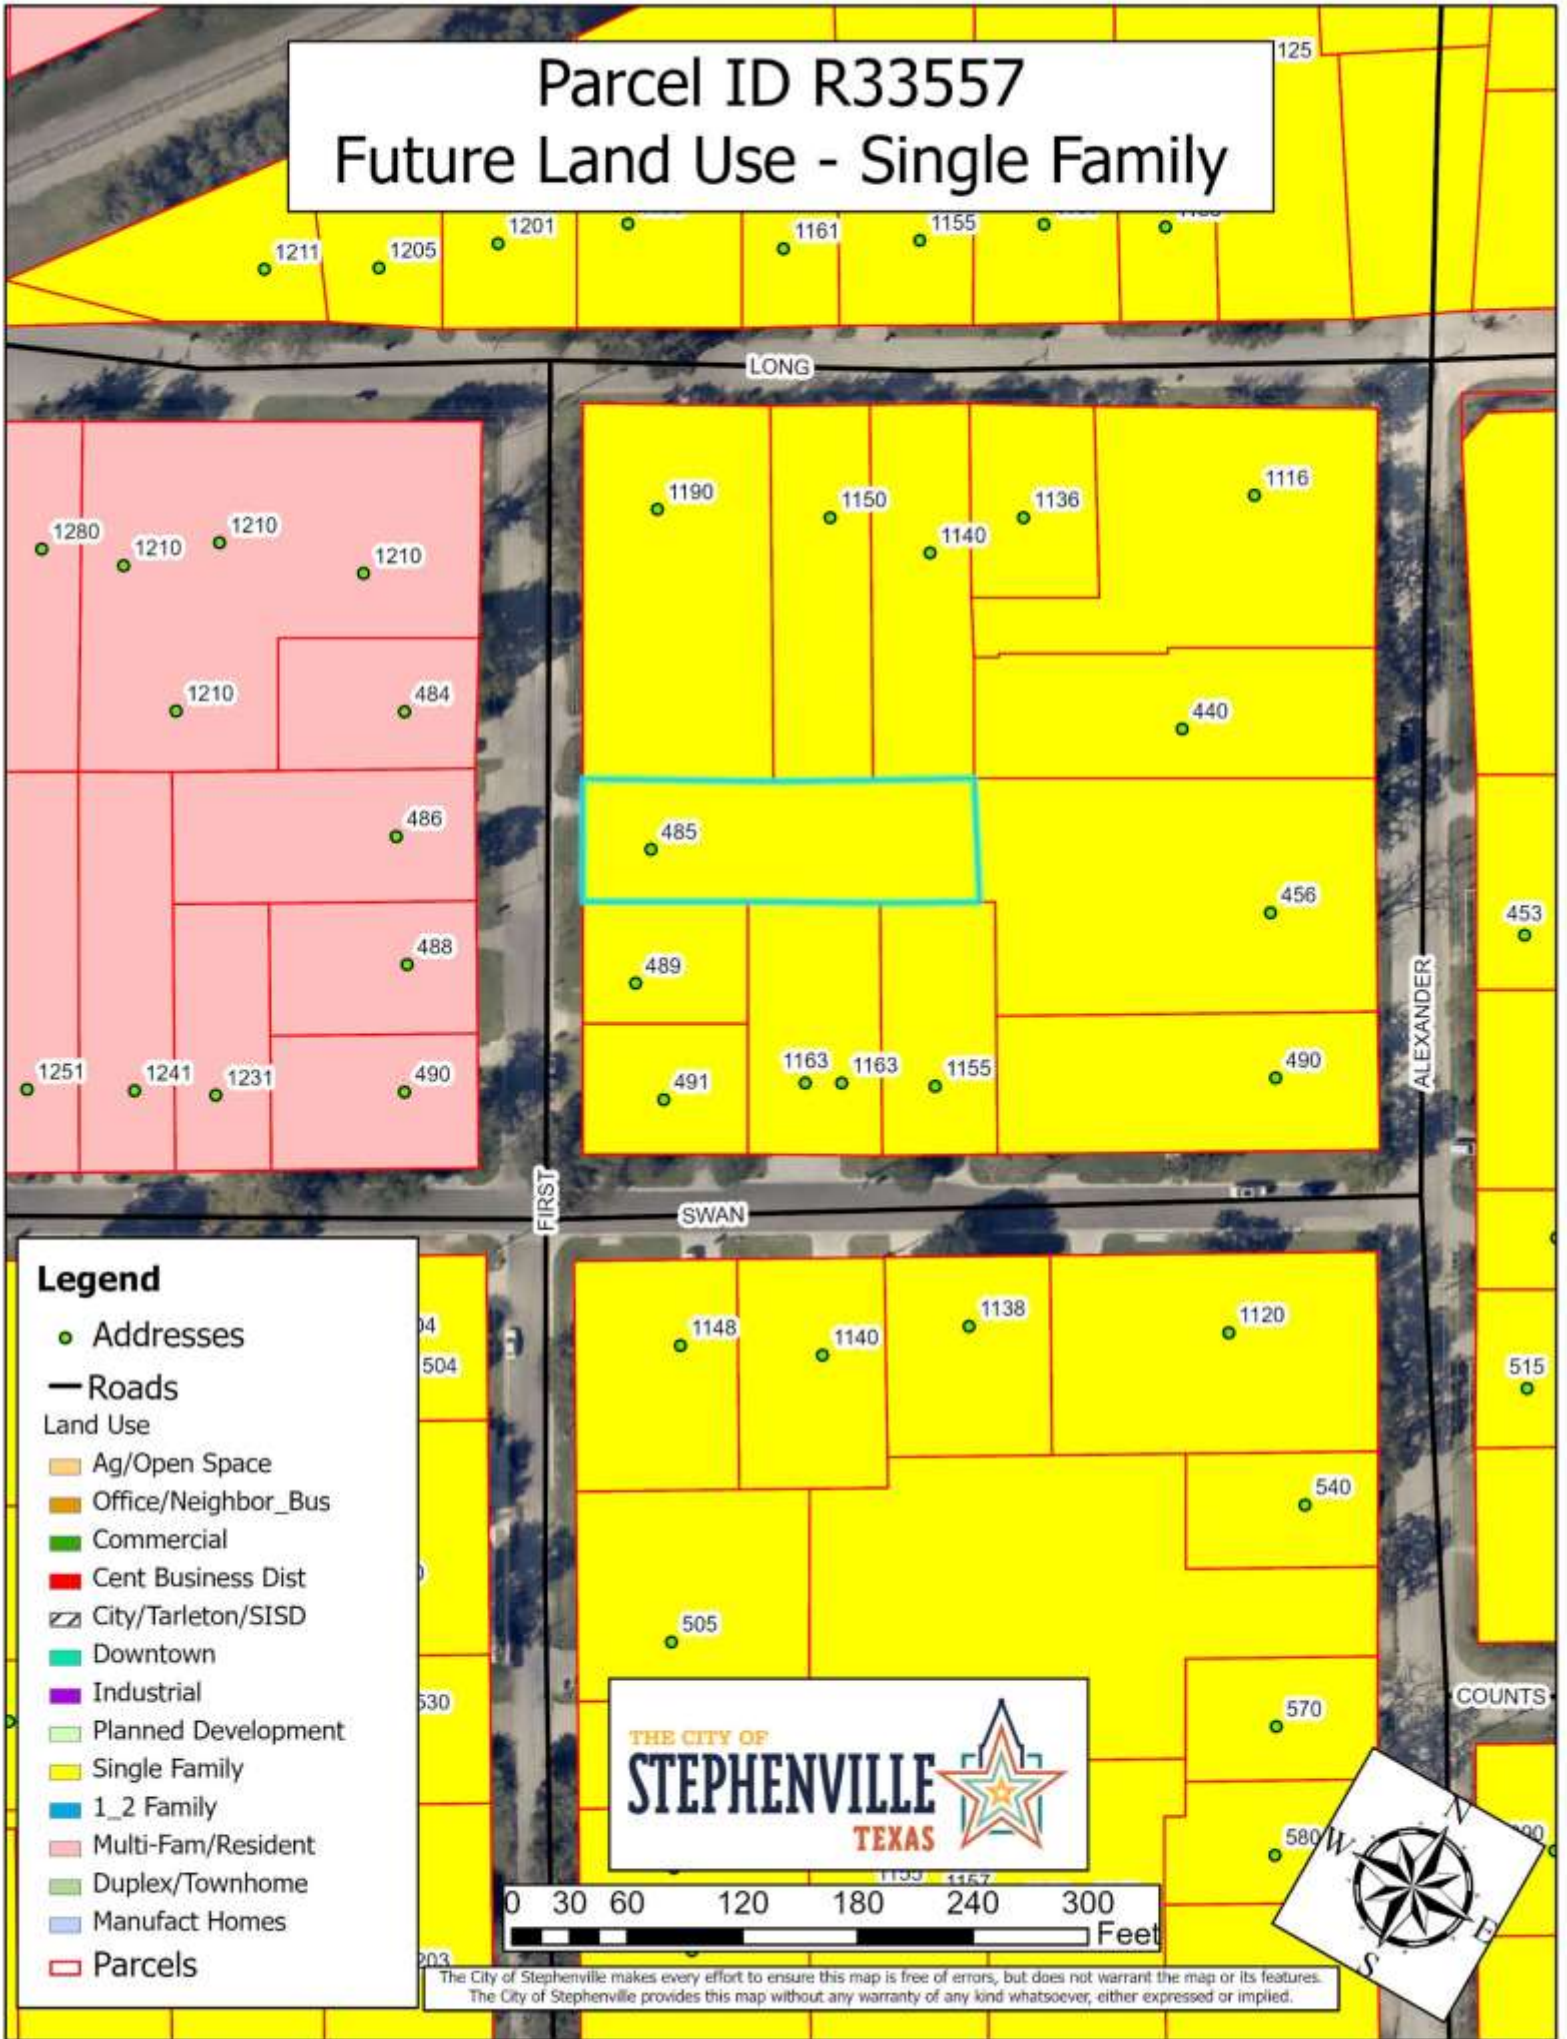 125
Parcel ID R33557
Future Land Use - Single Family
1211
1205
1201
1161
1155
LONG
1190
1150
1140
1136
1116
1280
1210
1210
1210
1210
484
440
486
485
456
453
488
489
ALEXANDER
1251
1241
1231
490
491
1163
1163
1155
490
FIRST
SWAN
Legend
Addresses
Roads
Land Use
Ag/Open Space
Office/Neighbor_Bus
Commercial
Cent Business Dist
City/Tarleton/SISD
Downtown
Industrial
Planned Development
Single Family
1_2 Family
Multi-Fam/Resident
Duplex/Townhome
Manufact Homes
Parcels
504
1148
1140
1138
1120
515
540
505
570
COUNTS
580
THE CITY OF
STEPHENVILLE
TEXAS
1157
N
W
E
S
0 30 60 120 180 240 300
Feet
The City of Stephenville makes every effort to ensure this map is free of errors, but does not warrant the map or its features.
The City of Stephenville provides this map without any warranty of any kind whatsoever, either expressed or implied.